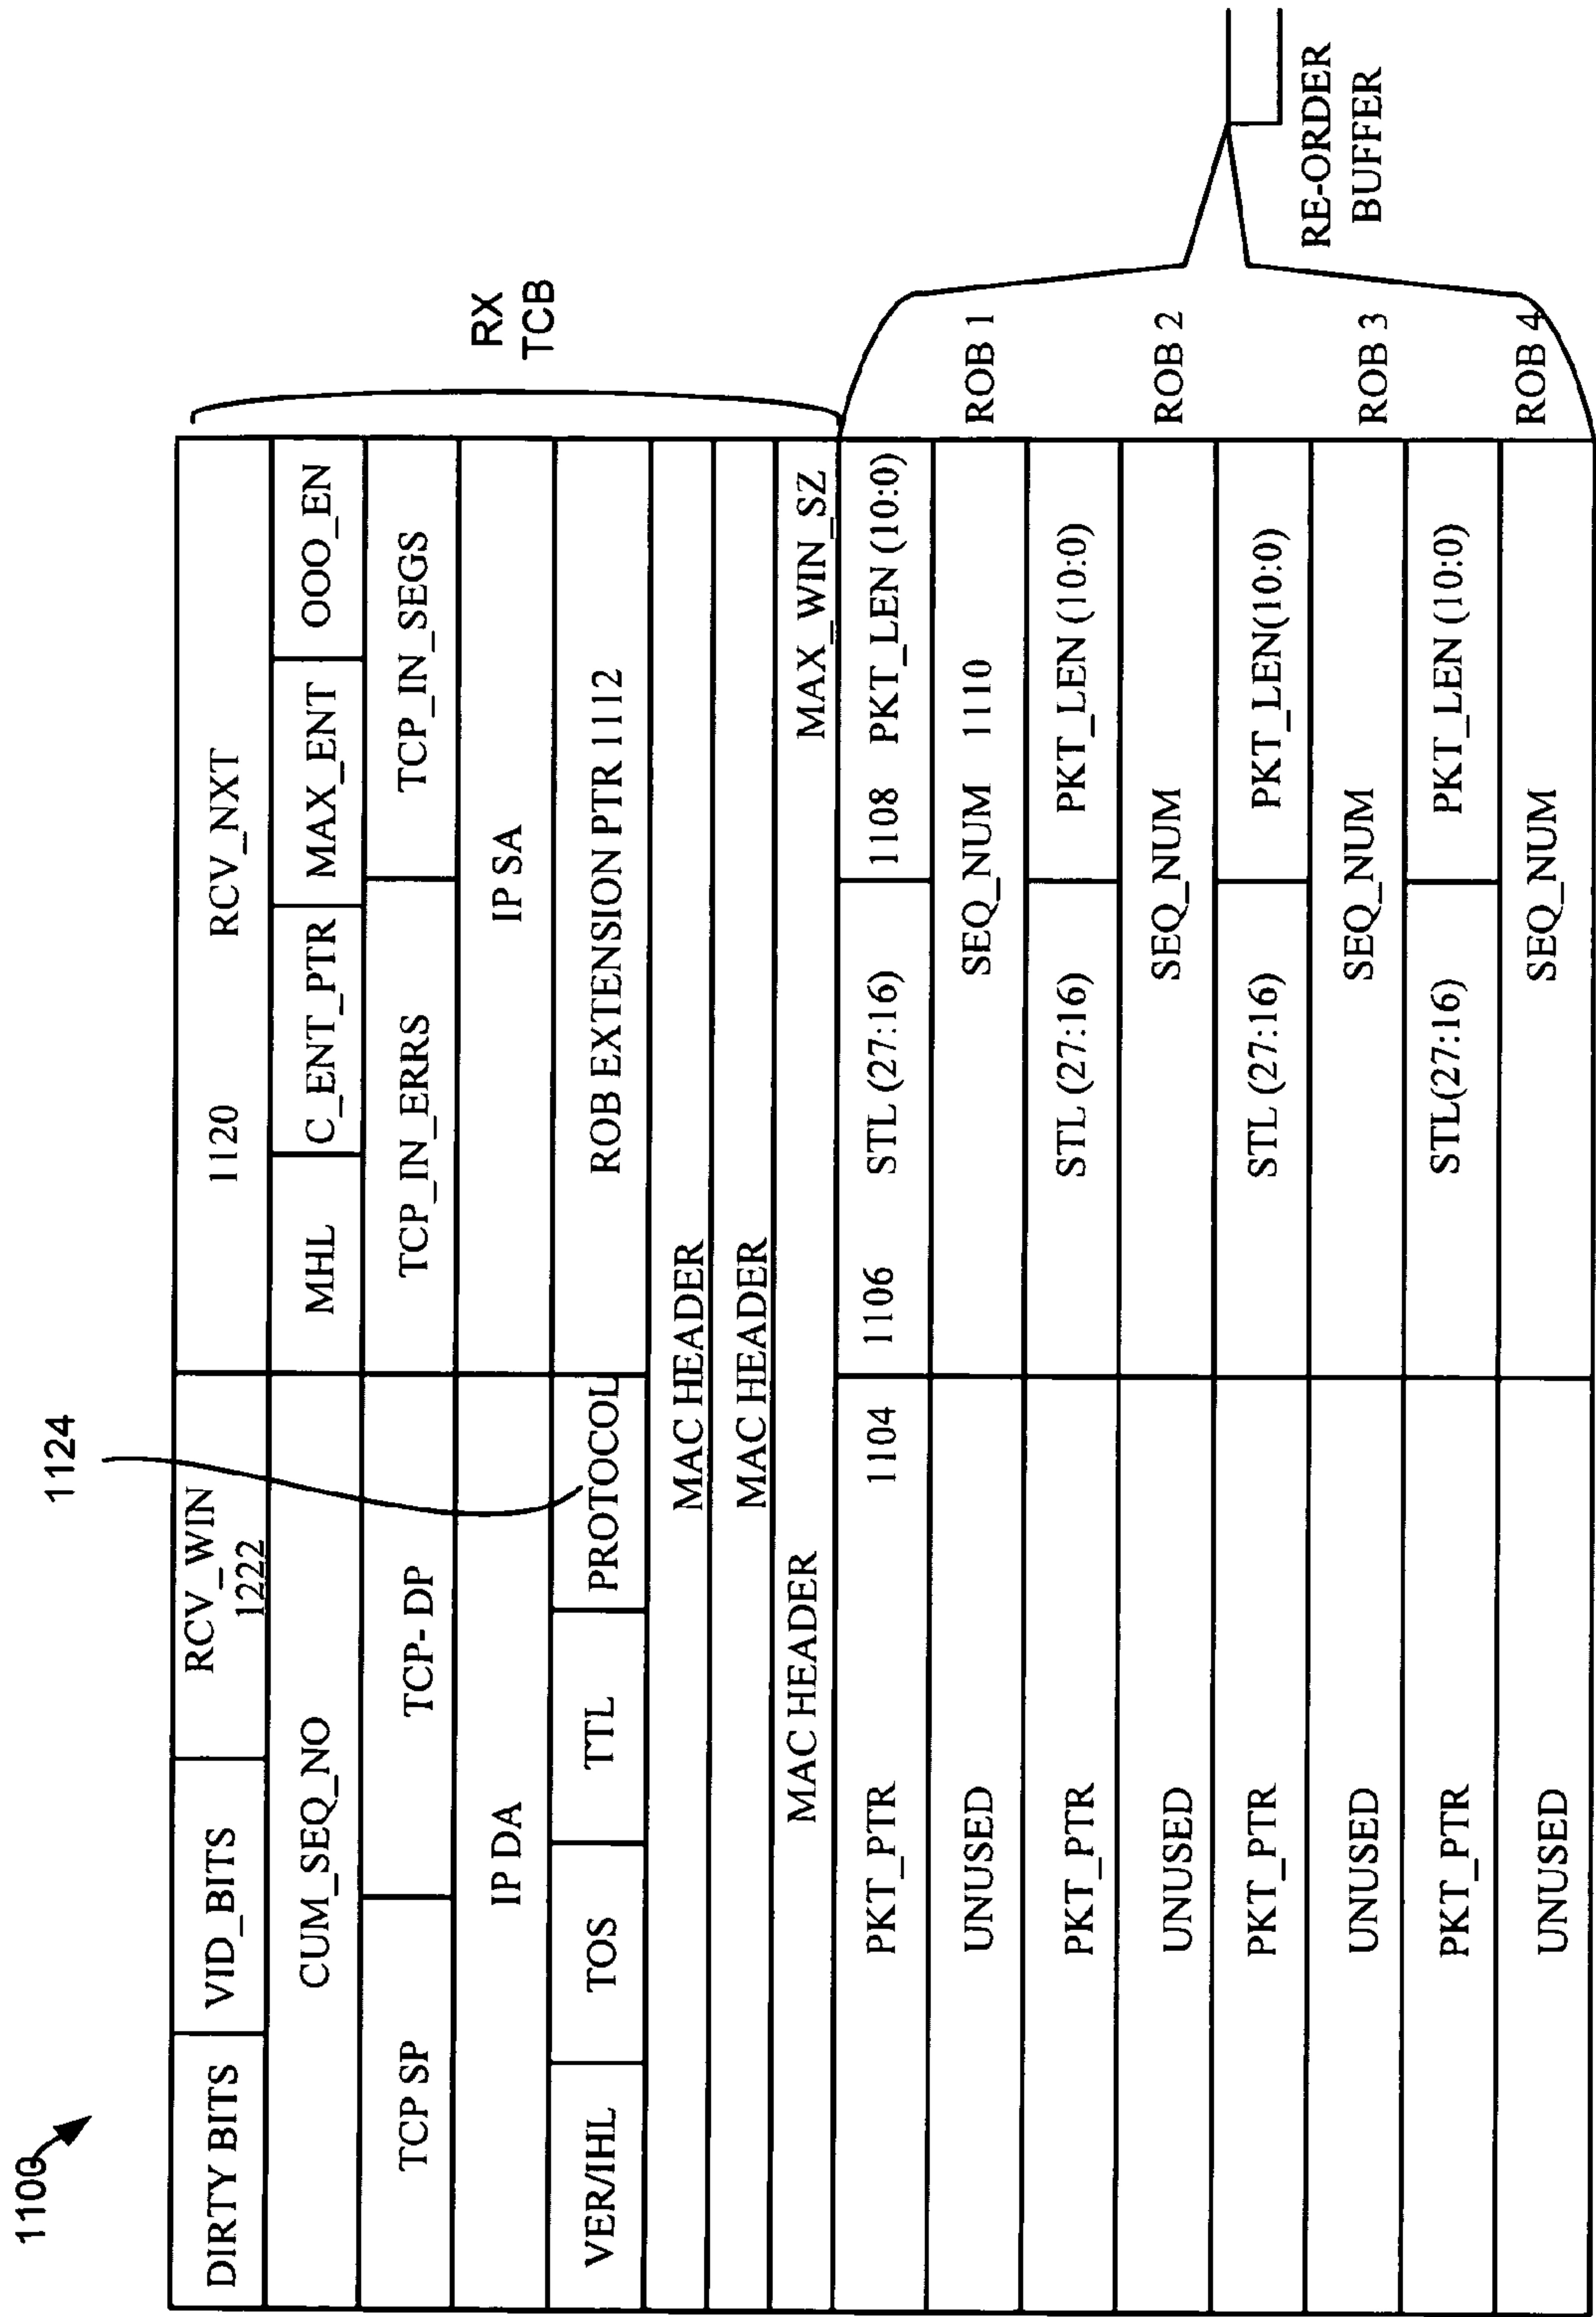 1100
1124
DIRTY BITS VID_BITS RCV_WIN 1120 RCV_NXT
1222
CUM_SEQ_NO MHL C_ENT_PTR MAX_ENT OOO_EN
TCP SP TCP-DP TCP_IN_ERRS TCP_IN_SEGS
RX
TCB
IP DA IP SA
VER/IHL TOS TTL PROTOCOL ROB EXTENSION PTR 1112
MAC HEADER
MAC HEADER
MAC HEADER MAX_WIN_SZ
PKT_PTR 1104 1106 STL (27:16) 1108 PKT_LEN (10:0)
UNUSED SEQ_NUM 1110 ROB 1
PKT_PTR STL (27:16) PKT_LEN (10:0)
UNUSED SEQ_NUM ROB 2
PKT_PTR STL (27:16) PKT_LEN(10:0)
UNUSED SEQ_NUM ROB 3
PKT_PTR STL(27:16) PKT_LEN (10:0)
UNUSED SEQ_NUM ROB 4
RE-ORDER
BUFFER